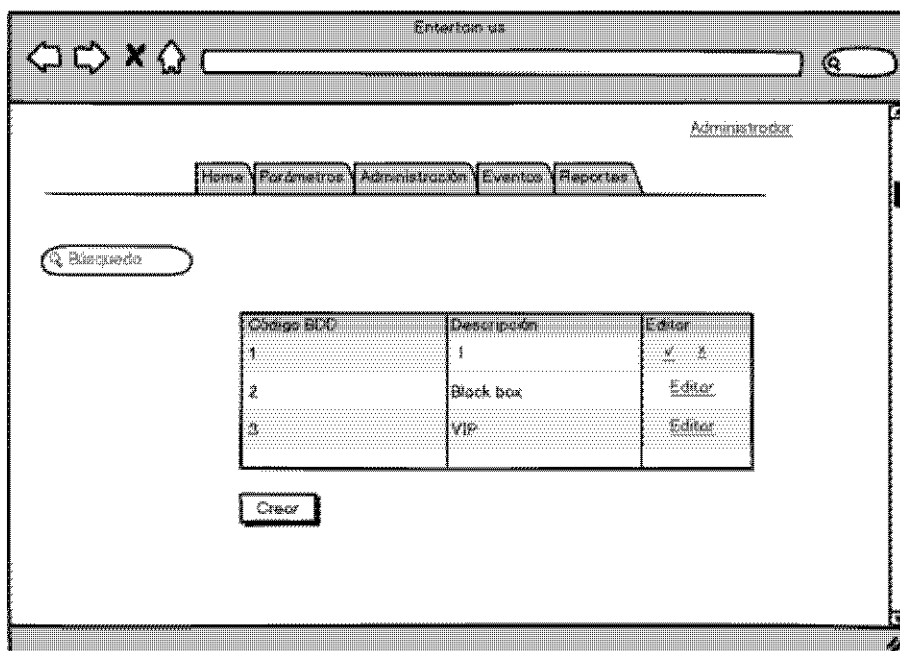 Entertain us
Administrador
Home Parámetros Administración Eventos Reportes
Búsqueda
Código BDD Descripción Editar
1 I
2 Black box Editar
3 VIP Editar
Crear